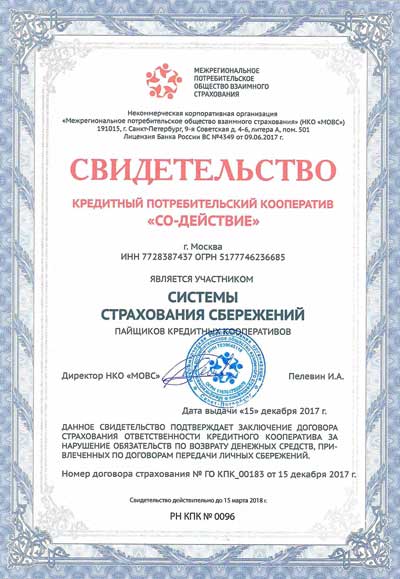 МЕЖРЕГИОНАЛЬНОЕ
ПОТРЕБИТЕЛЬСКОЕ
ОБЩЕСТВО ВЗАИМНОГО
СТРАХОВАНИЯ
Некоммерческая корпоративная организация
«Межрегиональное потребительское общество взаимного страхования» (НКО «МОВС»)
191015, г. Санкт-Петербург, 9-я Советская д. 4-6, литера А, пом. 501
Лицензия Банка России ВС №4349 от 09.06.2017 г.
СВИДЕТЕЛЬСТВО
КРЕДИТНЫЙ ПОТРЕБИТЕЛЬСКИЙ КООПЕРАТИВ
«СО-ДЕЙСТВИЕ»
г. Москва
ИНН 7728387437 ОГРН 5177746236685
ЯВЛЯЕТСЯ УЧАСТНИКОМ
СИСТЕМЫ
СТРАХОВАНИЯ СБЕРЕЖЕНИЙ
ПАЙЩИКОВ КРЕДИТНЫХ КООПЕРАТИВОВ
Директор НКО «МОВС» Пелевин И.А.
Дата выдачи «15» декабря 2017 г.
ДАННОЕ СВИДЕТЕЛЬСТВО ПОДТВЕРЖДАЕТ ЗАКЛЮЧЕНИЕ ДОГОВОРА
СТРАХОВАНИЯ ОТВЕТСТВЕННОСТИ КРЕДИТНОГО КООПЕРАТИВА ЗА
НАРУШЕНИЕ ОБЯЗАТЕЛЬСТВ ПО ВОЗВРАТУ ДЕНЕЖНЫХ СРЕДСТВ, ПРИ-
ВЛЕЧЕННЫХ ПО ДОГОВОРАМ ПЕРЕДАЧИ ЛИЧНЫХ СБЕРЕЖЕНИЙ.
Номер договора страхования № ГО КПК_00183 от 15 декабря 2017 г.
Свидетельство действительно до 15 марта 2018 г.
РН КПК № 0096